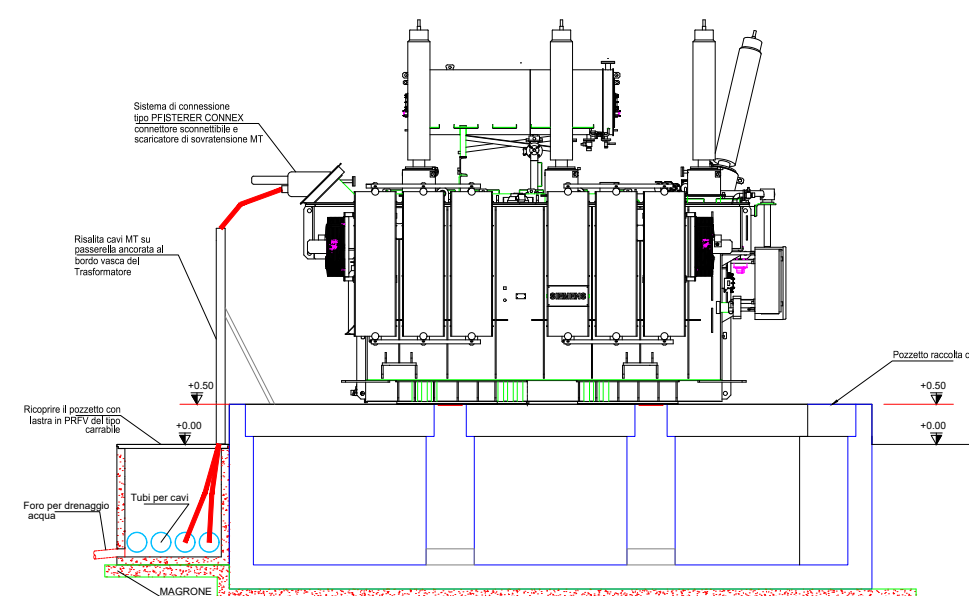 Sistema di connessione
tipo PFISTERER CONNEX
connettore sconnettibile e
scaricatore di sovratensione MT
Risalita cavi MT su
passerella ancorata al
bordo vasca del
Trasformatore
SIEMENS
Pozzetto raccolta c
+0.50
+0.50
Ricoprire il pozzetto con
lastra in PRFV del tipo
carrabile
+0.00
+0.00
Tubi per cavi
Foro per drenaggio
acqua
MAGRONE